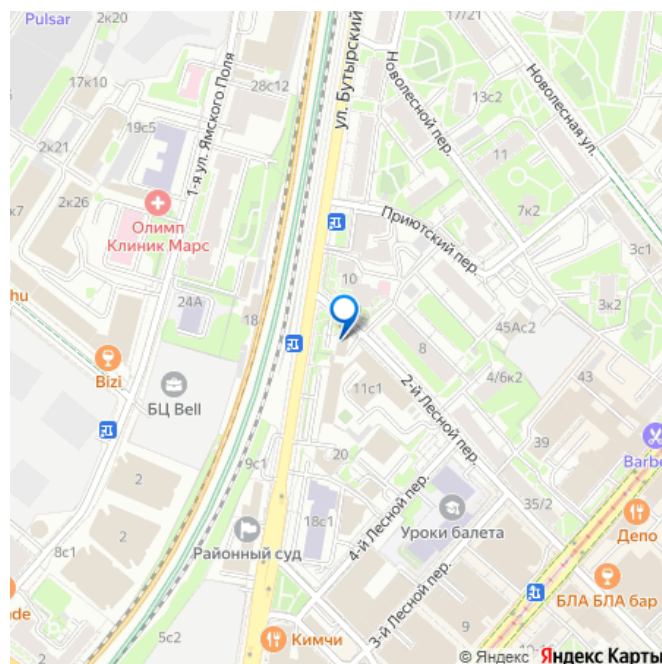 Pulsar
17/21
17к10
28с12
ул. Бутырский
Новолесной пер.
Новолесная ул.
13с2
19с5
2к21
1-я ул. Ямского Поля
11
2к26
к7
Олимп
Клиник Марс
Приютский пер.
7к2
3с1
10
hu
24А
18
3к2
45Ас2
8
Bizi
БЦ Bell
11с1
2-й Лесной пер.
4/6к2
43
39
Barbe
20
9с1
2
35/2
18с1
4-й Лесной пер.
Уроки балета
Депо
2
Районный суд
8с1
3-й Лесной пер.
БЛА БЛА бар
de
5с2
Кимчи
9
© Яндекс Яндекс Карты